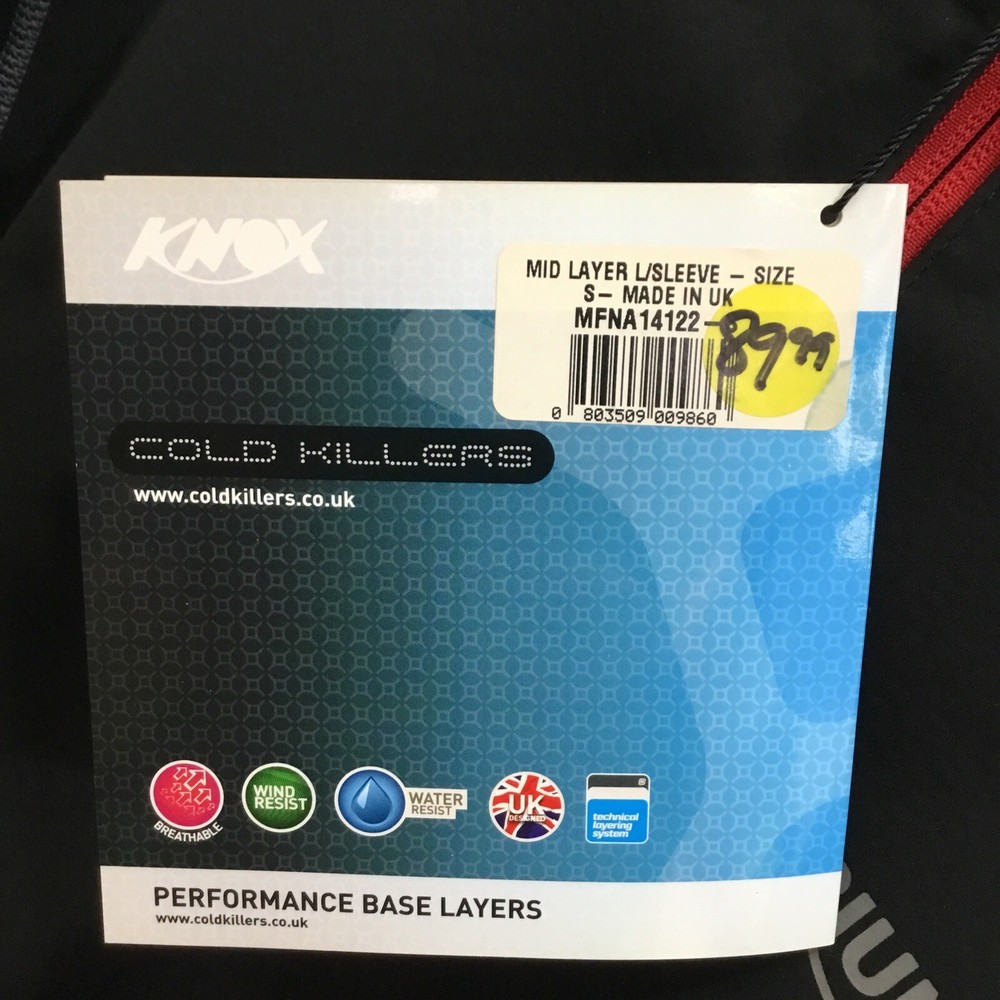 KNOX
MID LAYER L/SLEEVE – SIZE
S– MADE IN UK
MFNA14122-
89 99
0 803509 009860
COLD KILLERS
www.coldkillers.co.uk
BREATHABLE
WIND
RESIST
WATER
RESIST
UK
DESIGNED
technical
layering
system
PERFORMANCE BASE LAYERS
www.coldkillers.co.uk